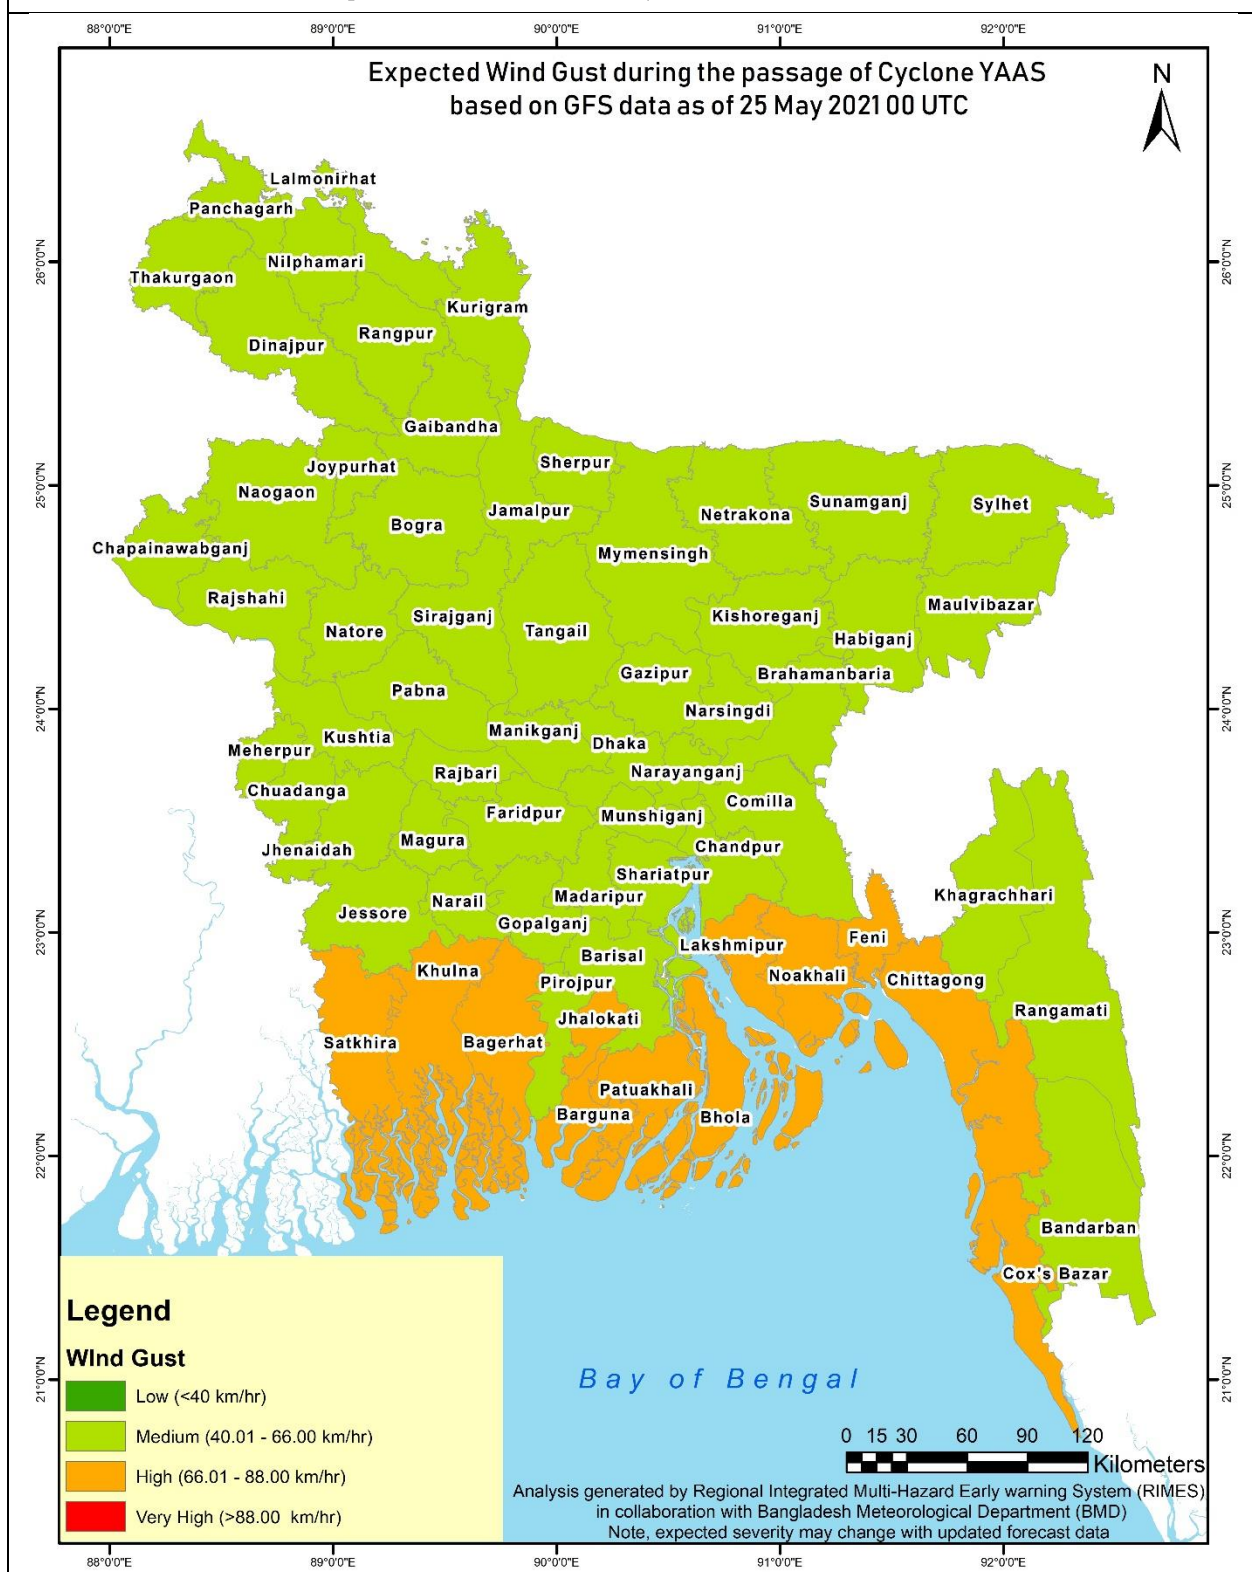 88°0'0"E 89°0'0"E 90°0'0"E 91°0'0"E 92°0'0"E
Expected Wind Gust during the passage of Cyclone YAAS
based on GFS data as of 25 May 2021 00 UTC
N
Lalmonirhat
Panchagarh
26°0'0"N
26°0'0"N
Nilphamari
Thakurgaon
Kurigram
Rangpur
Dinajpur
Gaibandha
Joypurhat
Sherpur
25°0'0"N
25°0'0"N
Naogaon
Sunamganj
Sylhet
Jamalpur
Netrakona
Bogra
Chapainawabganj
Mymensingh
Rajshahi
Maulvibazar
Sirajganj
Kishoreganj
Natore
Tangail
Habiganj
Gazipur
Brahamanbaria
Pabna
24°0'0"N
24°0'0"N
Narsingdi
Manikganj
Kushtia
Dhaka
Meherpur
Rajbari
Narayanganj
Chuadanga
Comilla
Faridpur
Munshiganj
Magura
Jhenaidah
Chandpur
Shariatpur
Khagrachhari
Madaripur
Narail
Jessore
Gopalganj
23°0'0"N
23°0'0"N
Feni
Lakshmipur
Barisal
Khulna
Noakhali
Chittagong
Pirojpur
Rangamati
Jhalokati
Satkhira
Bagerhat
Patuakhali
Barguna
Bhola
22°0'0"N
22°0'0"N
Bandarban
Cox's Bazar
Legend
WInd Gust
21°0'0"N
21°0'0"N
Bay of Bengal
Low (<40 km/hr)
Medium (40.01 - 66.00 km/hr)
High (66.01 - 88.00 km/hr)
Very High (>88.00 km/hr)
0 15 30 60 90 120
Kilometers
Analysis generated by Regional Integrated Multi-Hazard Early warning System (RIMES)
in collaboration with Bangladesh Meteorological Department (BMD)
Note, expected severity may change with updated forecast data
88°0'0"E 89°0'0"E 90°0'0"E 91°0'0"E 92°0'0"E